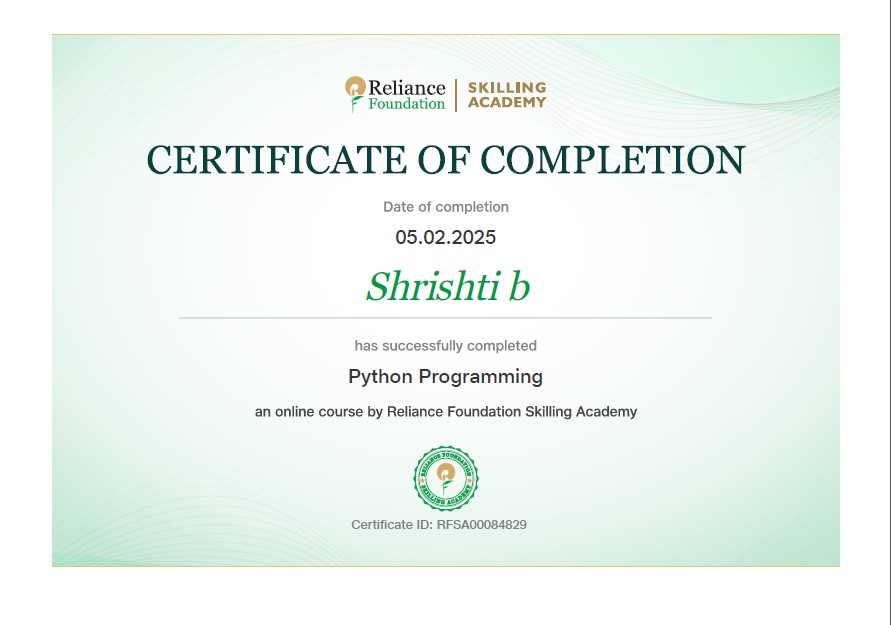 Reliance Foundation
SKILLING ACADEMY
CERTIFICATE OF COMPLETION
Date of completion
05.02.2025
Shrishti b
has successfully completed
Python Programming
an online course by Reliance Foundation Skilling Academy
RELIANCE FOUNDATION
SKILLING ACADEMY
Certificate ID: RFSA00084829